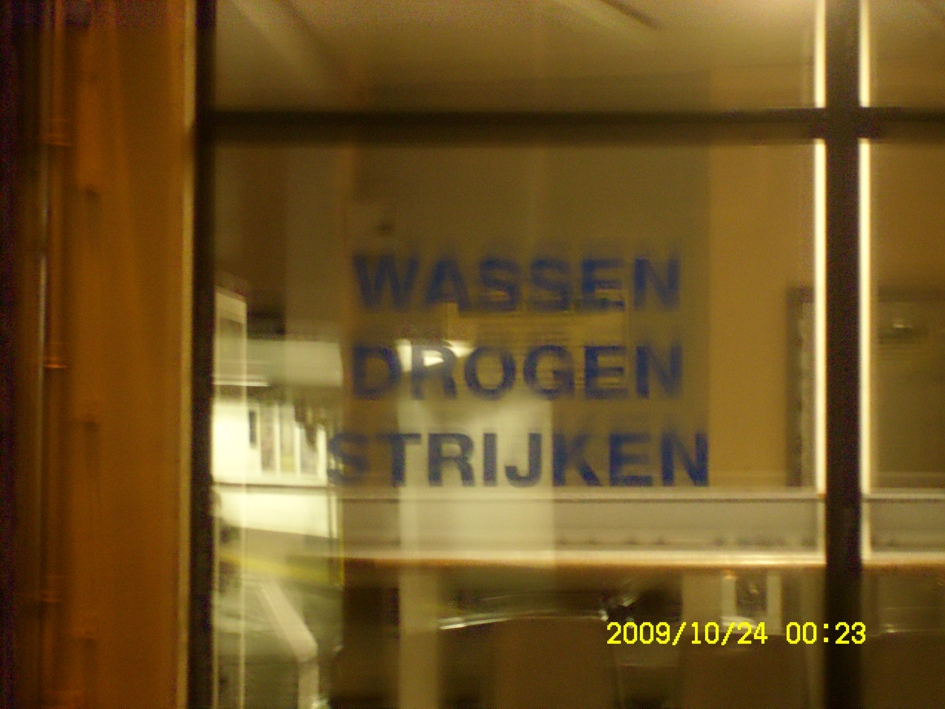 WASSEN
DROGEN
STRIJKEN
2009/10/24 00:23